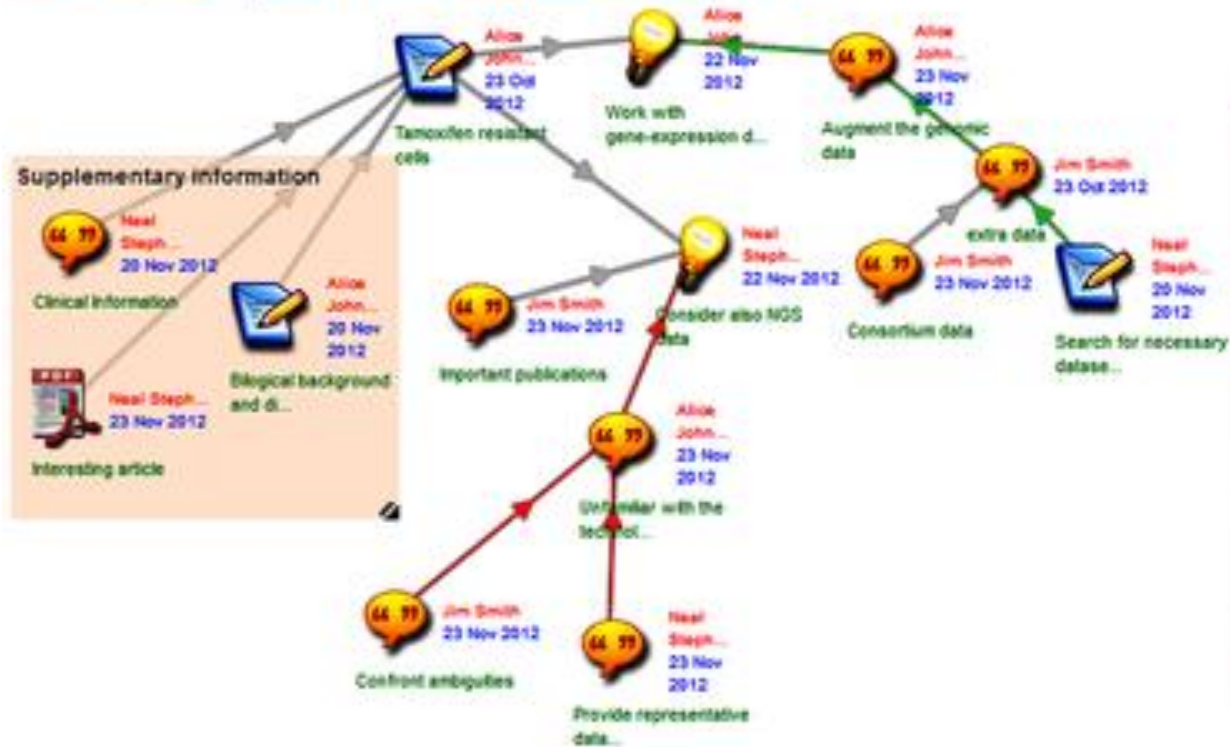 Alice
John...
23 Oct
2012
Tamoxifen resistant
cells
Alice
John...
22 Nov
2012
Work with
gene-expression d...
Alice
John...
23 Nov
2012
Augment the genomic
data
Jim Smith
23 Oct 2012
extra data
Supplementary information
Neal
Steph...
20 Nov 2012
Clinical Information
Alice
John...
20 Nov
2012
Bilogical background
and di...
Neal Steph...
23 Nov 2012
Interesting article
Neal
Steph...
22 Nov 2012
Consider also NGS
data
Jim Smith
23 Nov 2012
Important publications
Jim Smith
23 Nov 2012
Consortium data
Neal
Steph...
20 Nov
2012
Search for necessary
datase...
Alice
John...
23 Nov
2012
Unfamiliar with the
technol...
Jim Smith
23 Nov 2012
Confront ambiguities
Neal
Steph...
23 Nov
2012
Provide representative
data...